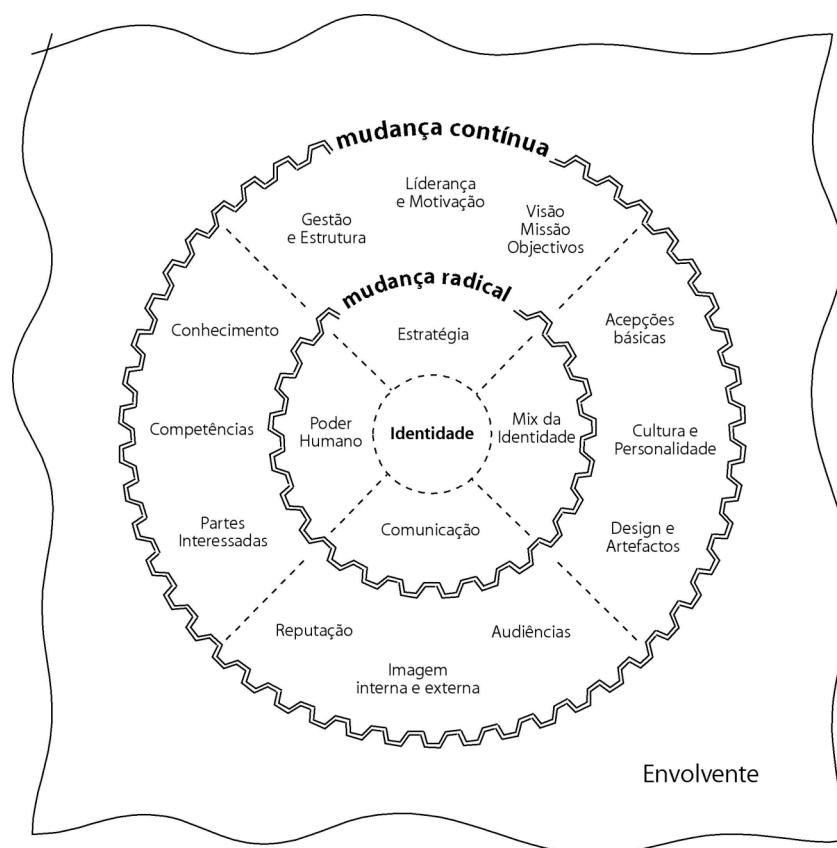 mudança contínua
Líderança
e Motivação
Gestão
e Estrutura
Visão
Missão
Objectivos
mudança radical
Estratégia
Conhecimento
Acepções
básicas
Competências
Poder
Humano
Identidade
Mix da
Identidade
Cultura e
Personalidade
Partes
Interessadas
Comunicação
Design e
Artefactos
Reputação
Audiências
Imagem
interna e externa
Envolvente